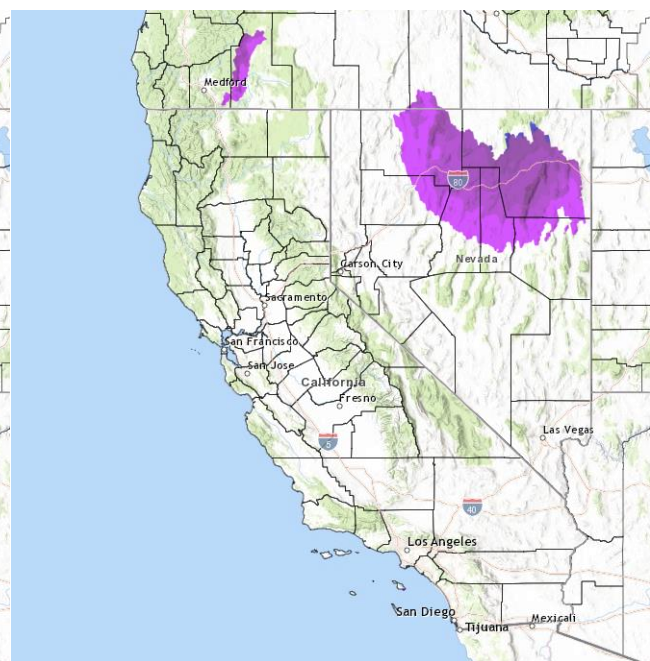 Medford
80
Nevada
Carson City
Sacramento
San Francisco
San Jose
California
Fresno
5
Las Vegas
40
Los Angeles
San Diego
Mexicali
Tijuana